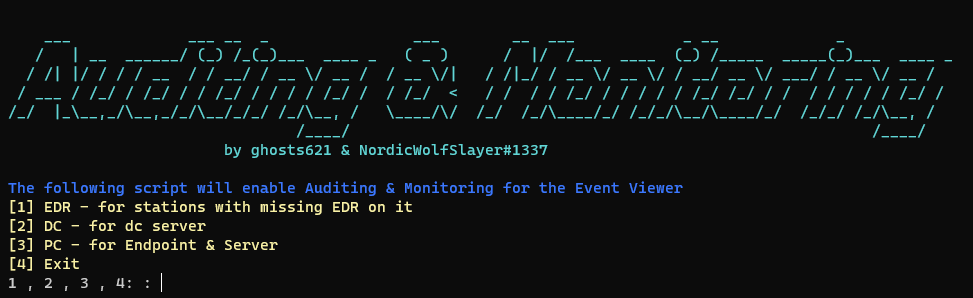 Auditing & Monitoring
by ghosts621 & NordicWolfSlayer#1337
The following script will enable Auditing & Monitoring for the Event Viewer
[1] EDR - for stations with missing EDR on it
[2] DC - for dc server
[3] PC - for Endpoint & Server
[4] Exit
1 , 2 , 3 , 4: :